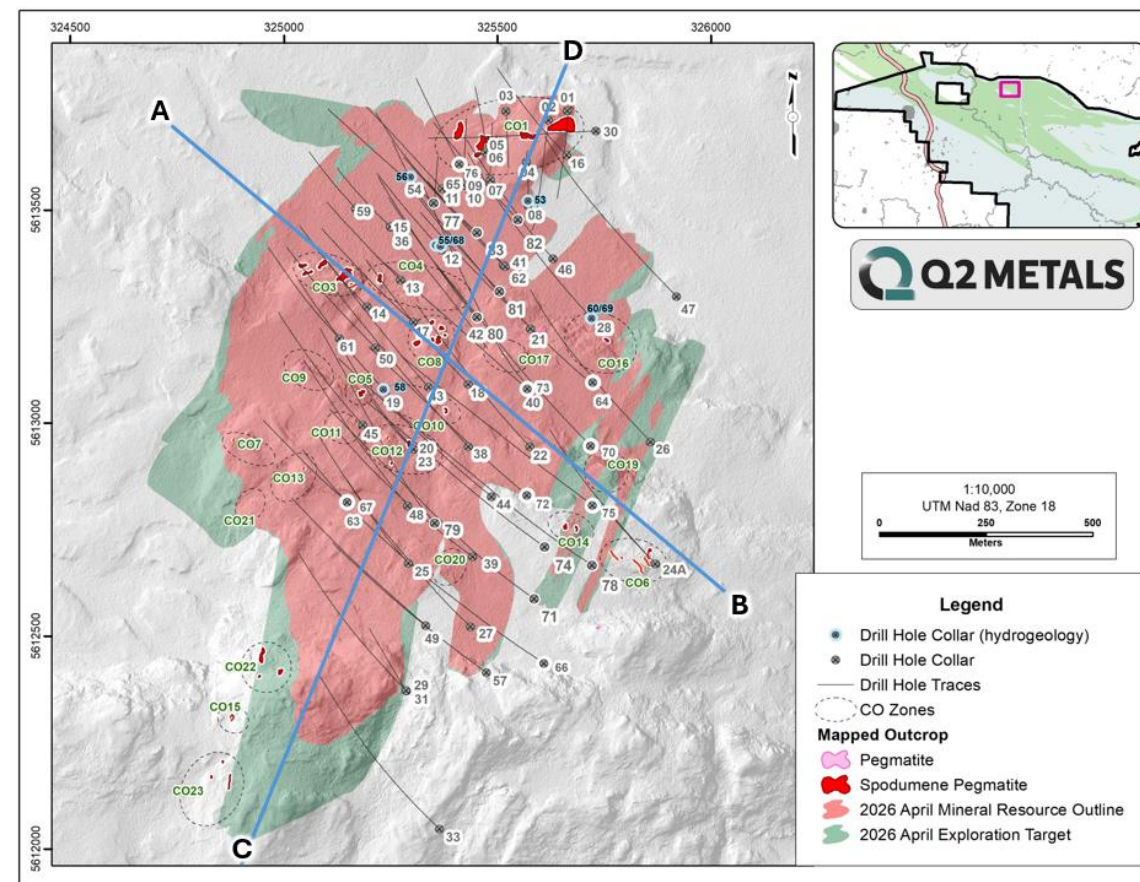 324500 325000 325500 326000
D
A
03 01
02
CO1
30
05
06
16
04
76
56
54 65 09
11 10 07
53
5613500
59
77
08
15
36
55/68
12
82
83
41
46
CO4
62
CO3
13
81
47
60/69
28
14
17
42 80
21
61
50
CO8
CO17
CO16
CO9
CO5
58
19
43
18
73
40
64
5613000
CO10
CO11
45
CO12
20
23
38
22
70
26
CO7
CO19
CO13
44
72
75
67
63
48
79
CO21
CO14
CO20
39
74
25
78
CO6
24A
B
71
5612500
49
27
66
CO22
57
29
31
CO15
CO23
33
5612000
C
N
Q2 METALS
1:10,000
UTM Nad 83, Zone 18
0 250 500
Meters
Legend
Drill Hole Collar (hydrogeology)
Drill Hole Collar
Drill Hole Traces
CO Zones
Mapped Outcrop
Pegmatite
Spodumene Pegmatite
2026 April Mineral Resource Outline
2026 April Exploration Target